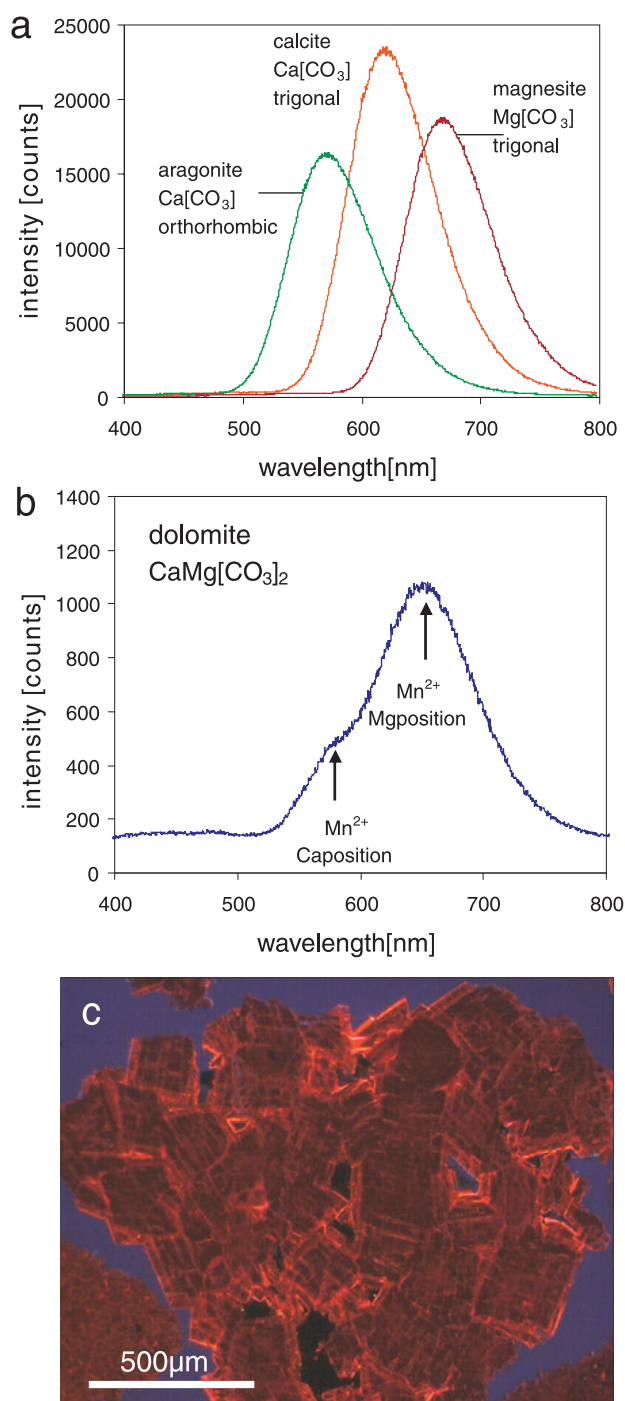 a
25000
20000
15000
10000
5000
0
intensity [counts]
calcite
Ca[CO₃]
trigonal
magnesite
Mg[CO₃]
trigonal
aragonite
Ca[CO₃]
orthorhombic
400 500 600 700 800
wavelength[nm]
b
1400
1200
1000
800
600
400
200
0
intensity [counts]
dolomite
CaMg[CO₃]₂
Mn²⁺
Mgposition
Mn²⁺
Caposition
400 500 600 700 800
wavelength[nm]
c
500µm